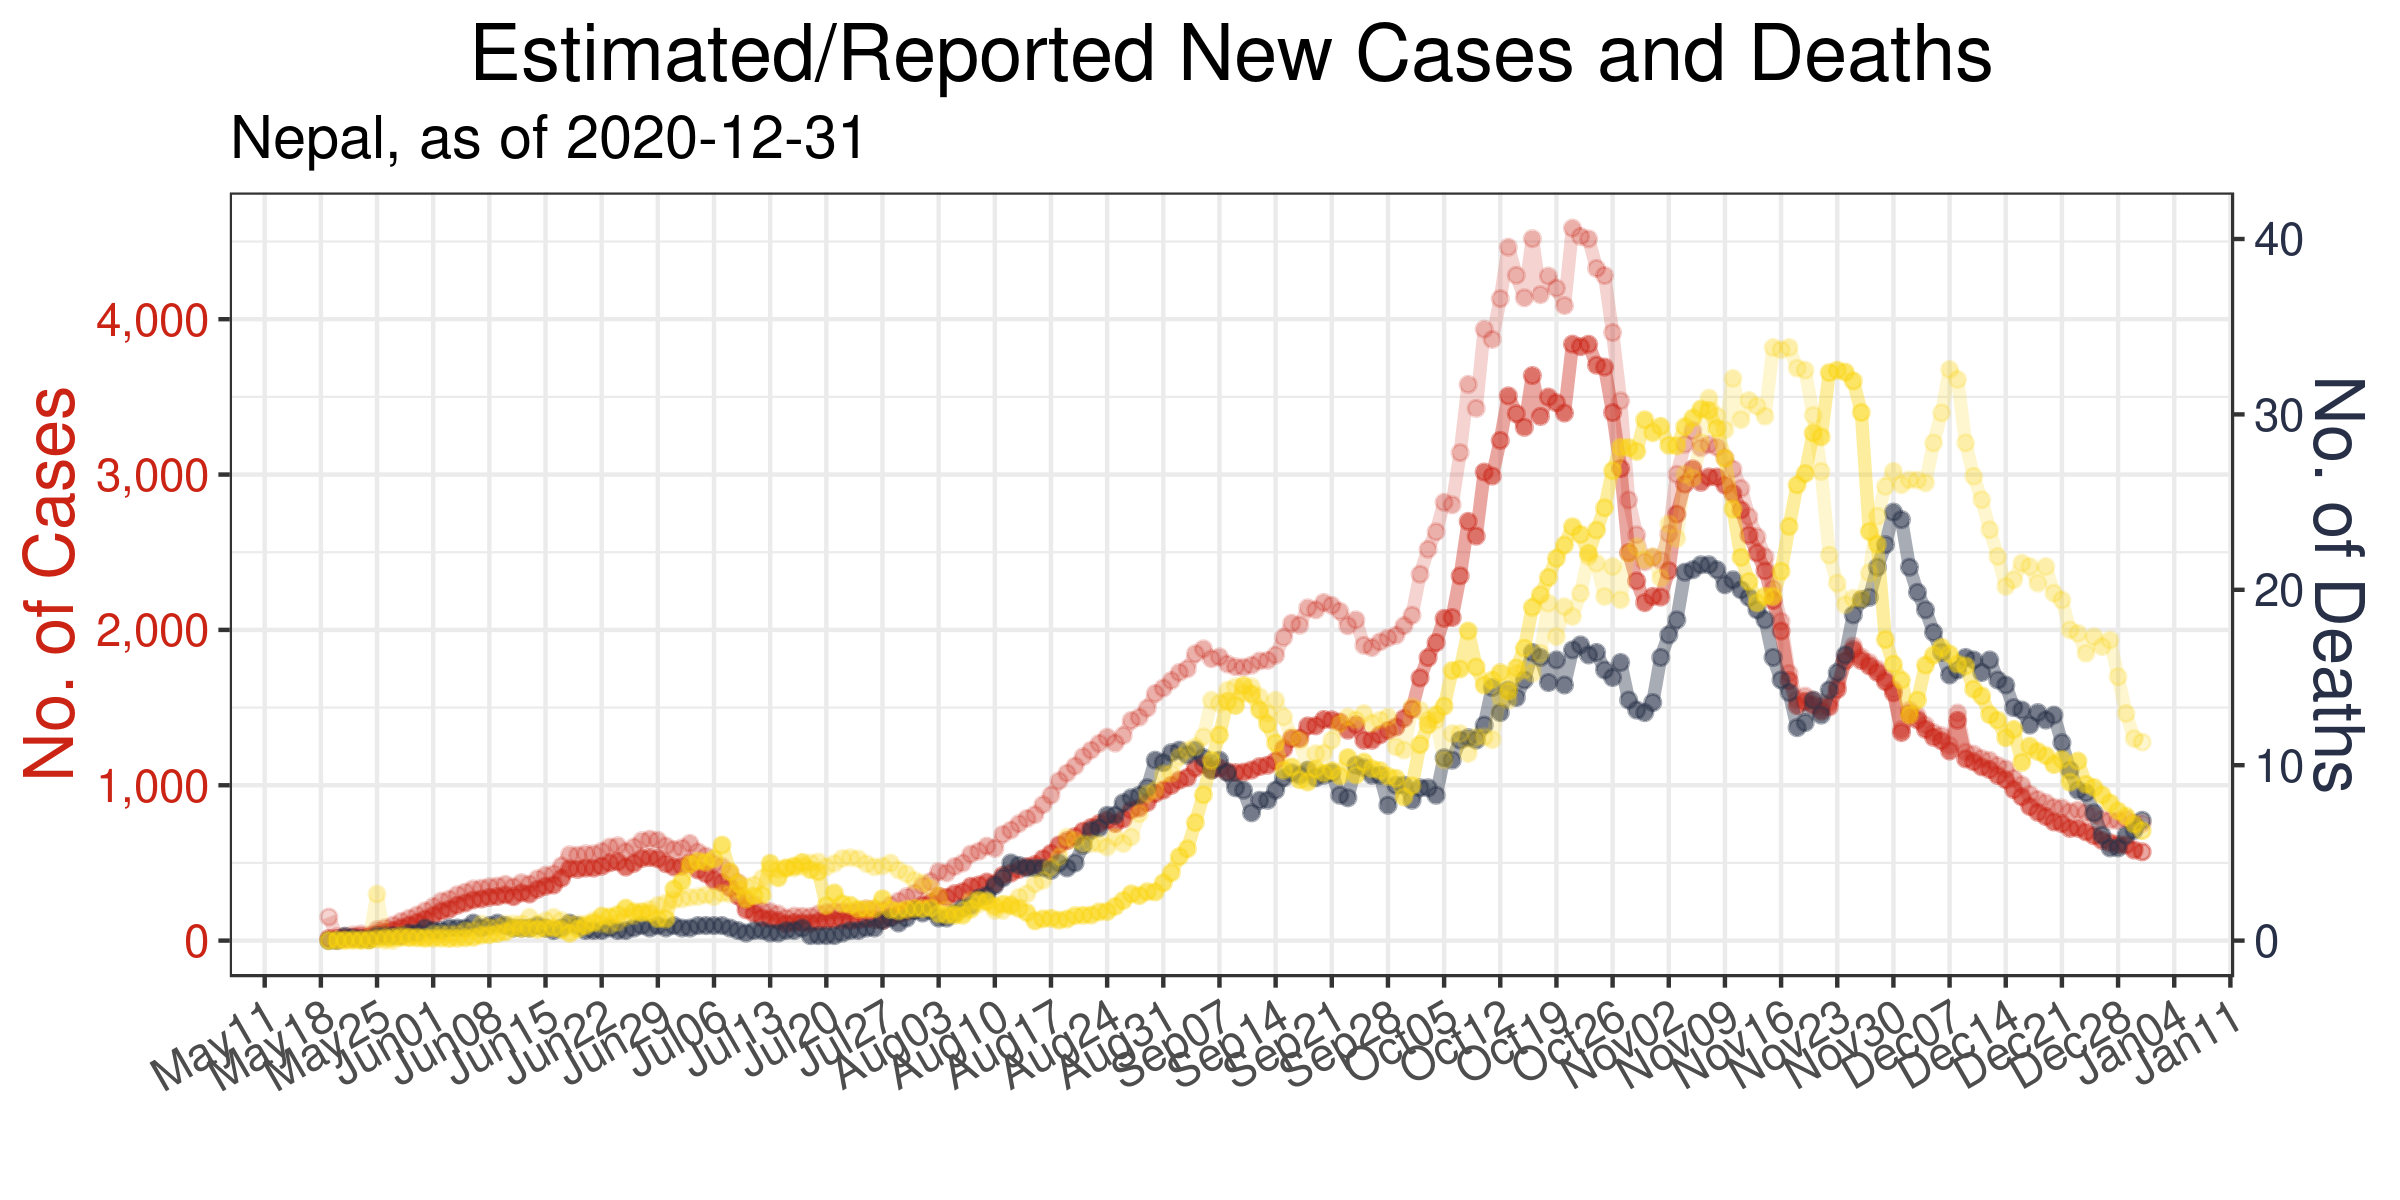 Estimated/Reported New Cases and Deaths
Nepal, as of 2020-12-31
No. of Cases
4,000
3,000
2,000
1,000
0
40
30
20
10
0
No. of Deaths
May11
May18
May25
Jun01
Jun08
Jun15
Jun22
Jun29
Jul06
Jul13
Jul20
Jul27
Aug03
Aug10
Aug17
Aug24
Aug31
Sep07
Sep14
Sep21
Sep28
Oct05
Oct12
Oct19
Oct26
Nov02
Nov09
Nov16
Nov23
Nov30
Dec07
Dec14
Dec21
Dec28
Jan04
Jan11